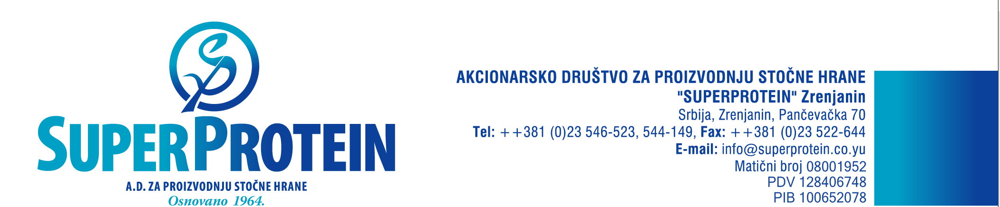 SUPERPROTEIN
A.D. ZA PROIZVODNJU STOČNE HRANE
Osnovano 1964.
AKCIONARSKO DRUŠTVO ZA PROIZVODNJU STOČNE HRANE
"SUPERPROTEIN" Zrenjanin
Srbija, Zrenjanin, Pančevačka 70
Tel: ++381 (0)23 546-523, 544-149, Fax: ++381 (0)23 522-644
E-mail: info@superprotein.co.yu
Matični broj 08001952
PDV 128406748
PIB 100652078